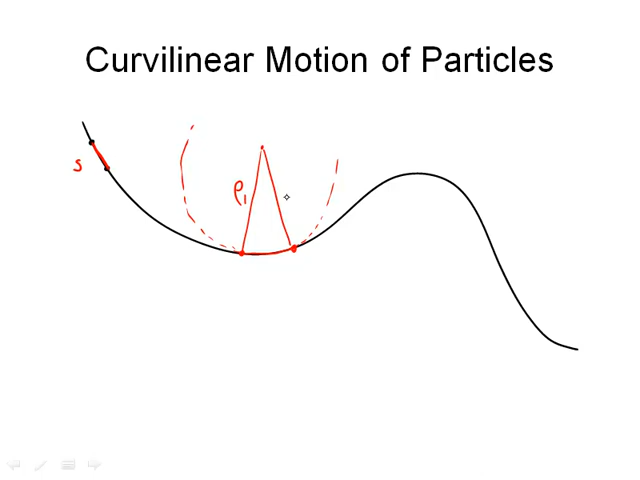 Curvilinear Motion of Particles
s
ρ₁